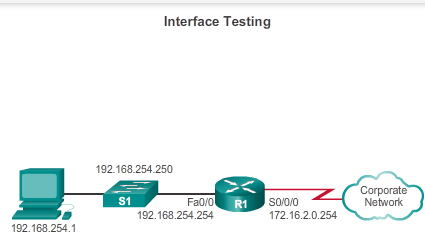 Interface Testing
192.168.254.250
S1
Fa0/0
192.168.254.254
R1
S0/0/0
172.16.2.0.254
Corporate
Network
192.168.254.1